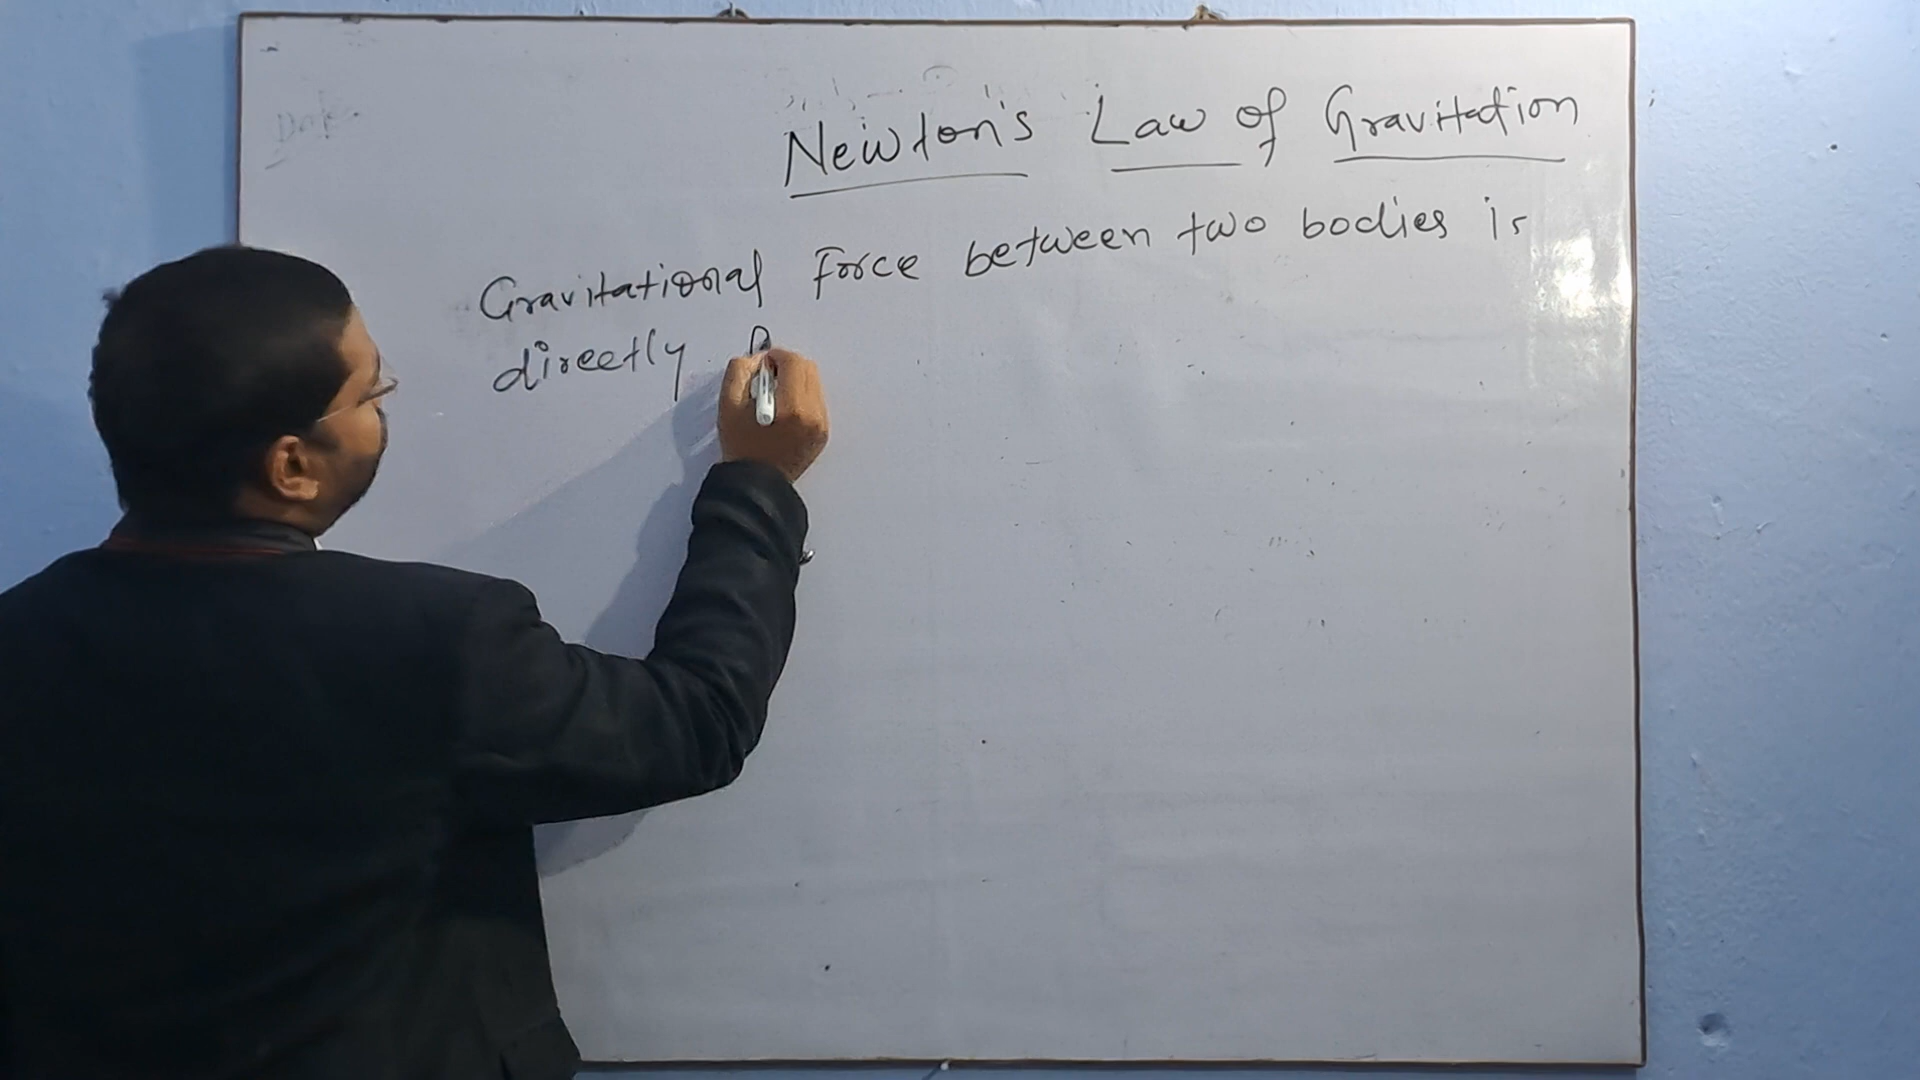 Newton's Law of Gravitation
Gravitational Force between two bodies is
directly